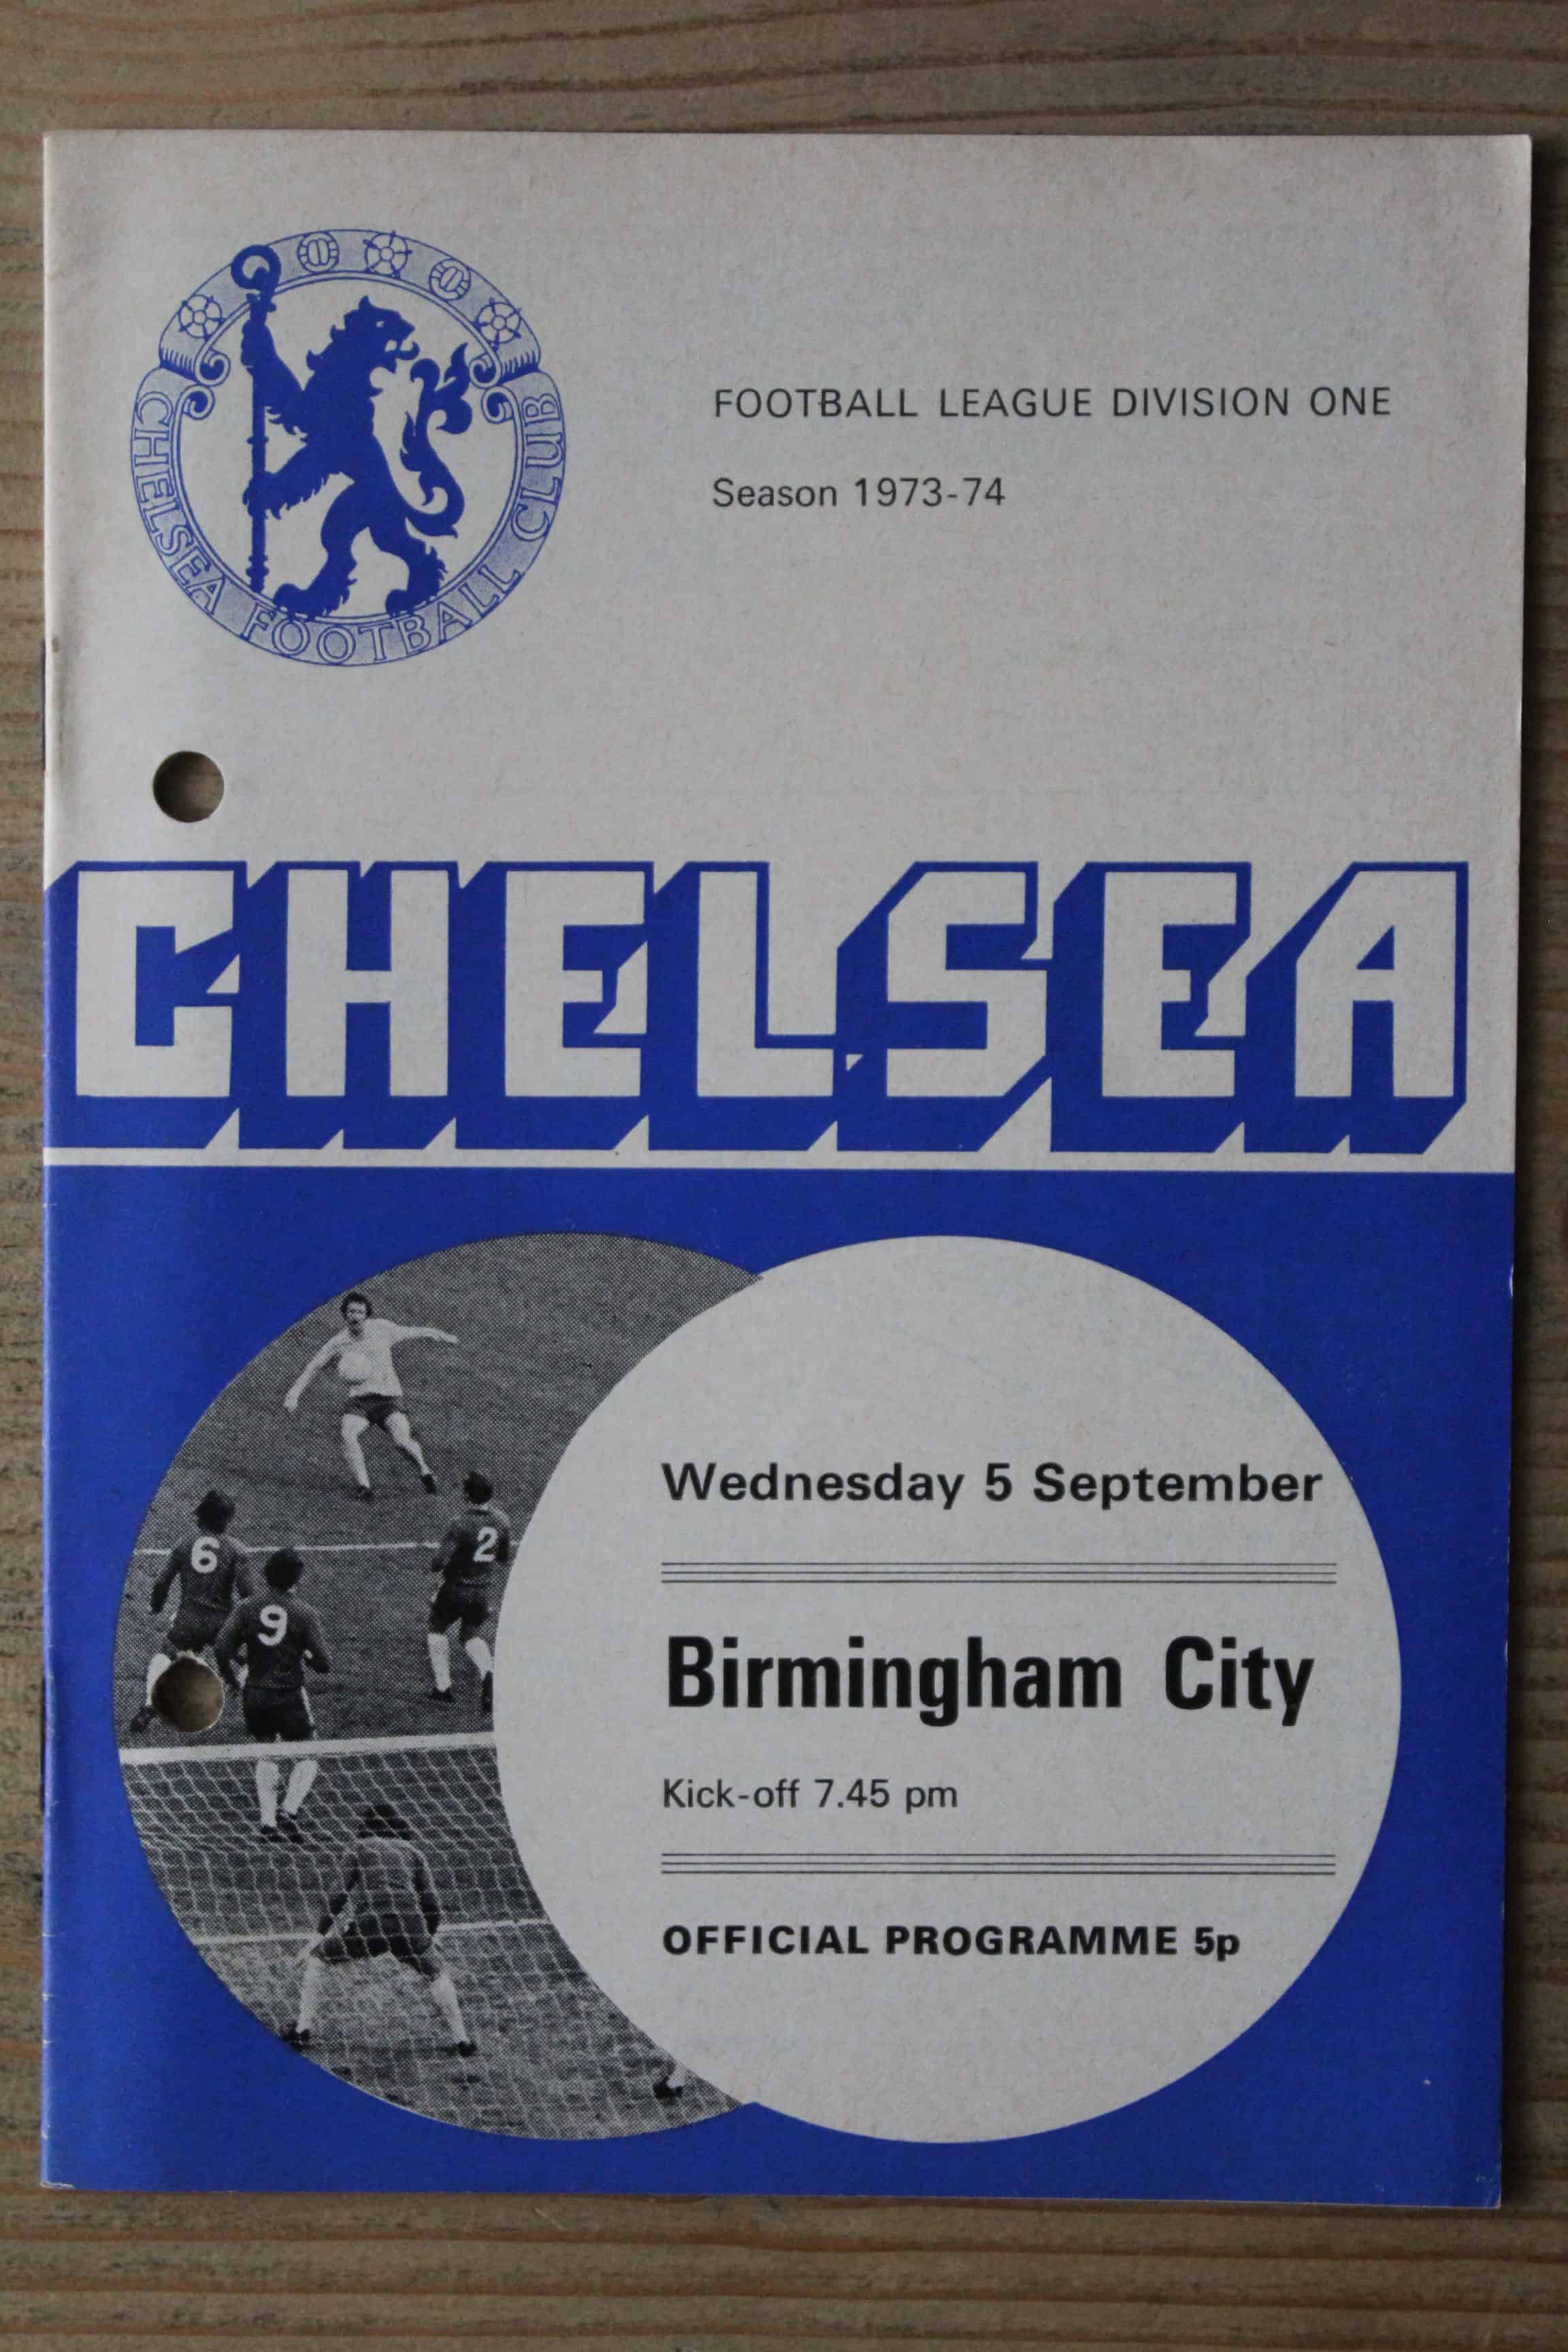 CHELSEA FOOTBALL CLUB
FOOTBALL LEAGUE DIVISION ONE
Season 1973-74
CHELSEA
Wednesday 5 September
Birmingham City
Kick-off 7.45 pm
OFFICIAL PROGRAMME 5p
6
2
9